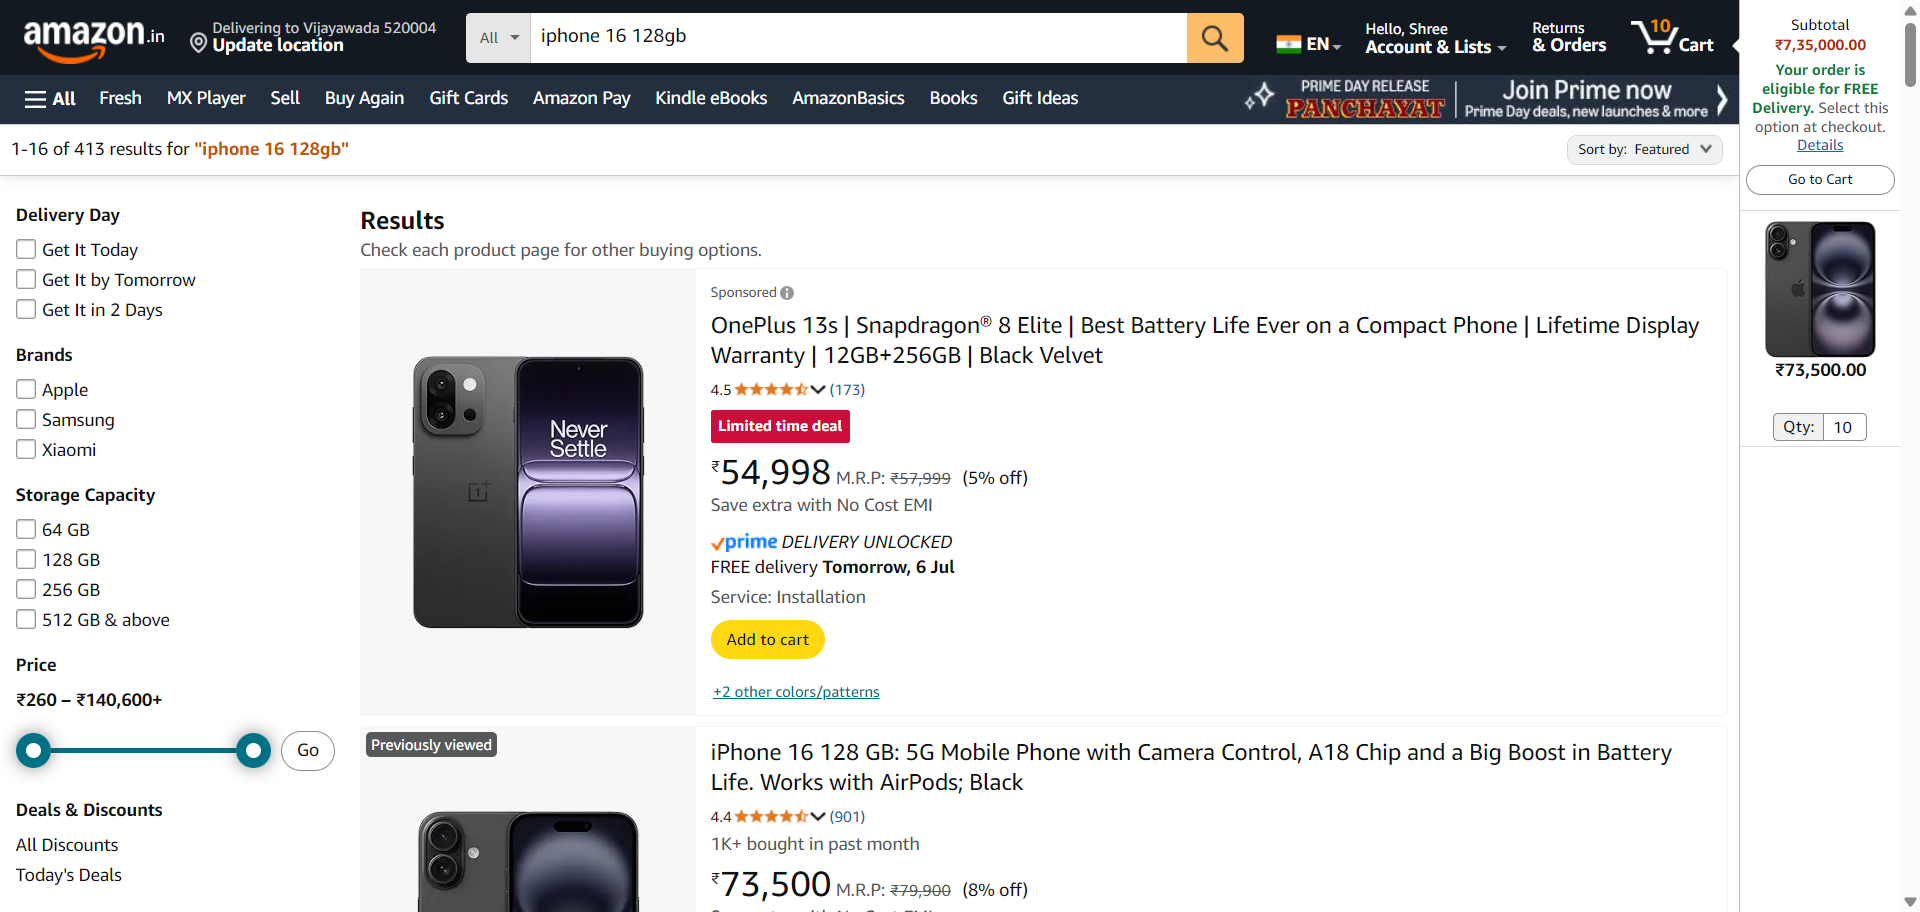 amazon.in
Delivering to Vijayawada 520004
Update location
All
iphone 16 128gb
EN
Hello, Shree
Account & Lists
Returns
& Orders
10
Cart
All
Fresh
MX Player
Sell
Buy Again
Gift Cards
Amazon Pay
Kindle eBooks
AmazonBasics
Books
Gift Ideas
PRIME DAY RELEASE
PANCHAYAT
Join Prime now
Prime Day deals, new launches & more
1-16 of 413 results for "iphone 16 128gb"
Sort by: Featured
Delivery Day
Get It Today
Get It by Tomorrow
Get It in 2 Days
Brands
Apple
Samsung
Xiaomi
Storage Capacity
64 GB
128 GB
256 GB
512 GB & above
Price
₹260 – ₹140,600+
Go
Deals & Discounts
All Discounts
Today's Deals
Results
Check each product page for other buying options.
Never
Settle
Sponsored
OnePlus 13s | Snapdragon® 8 Elite | Best Battery Life Ever on a Compact Phone | Lifetime Display
Warranty | 12GB+256GB | Black Velvet
4.5 (173)
Limited time deal
₹54,998 M.R.P: ₹57,999 (5% off)
Save extra with No Cost EMI
prime DELIVERY UNLOCKED
FREE delivery Tomorrow, 6 Jul
Service: Installation
Add to cart
+2 other colors/patterns
Previously viewed
iPhone 16 128 GB: 5G Mobile Phone with Camera Control, A18 Chip and a Big Boost in Battery
Life. Works with AirPods; Black
4.4 (901)
1K+ bought in past month
₹73,500 M.R.P: ₹79,900 (8% off)
Subtotal
₹7,35,000.00
Your order is
eligible for FREE
Delivery. Select this
option at checkout.
Details
Go to Cart
₹73,500.00
Qty: 10